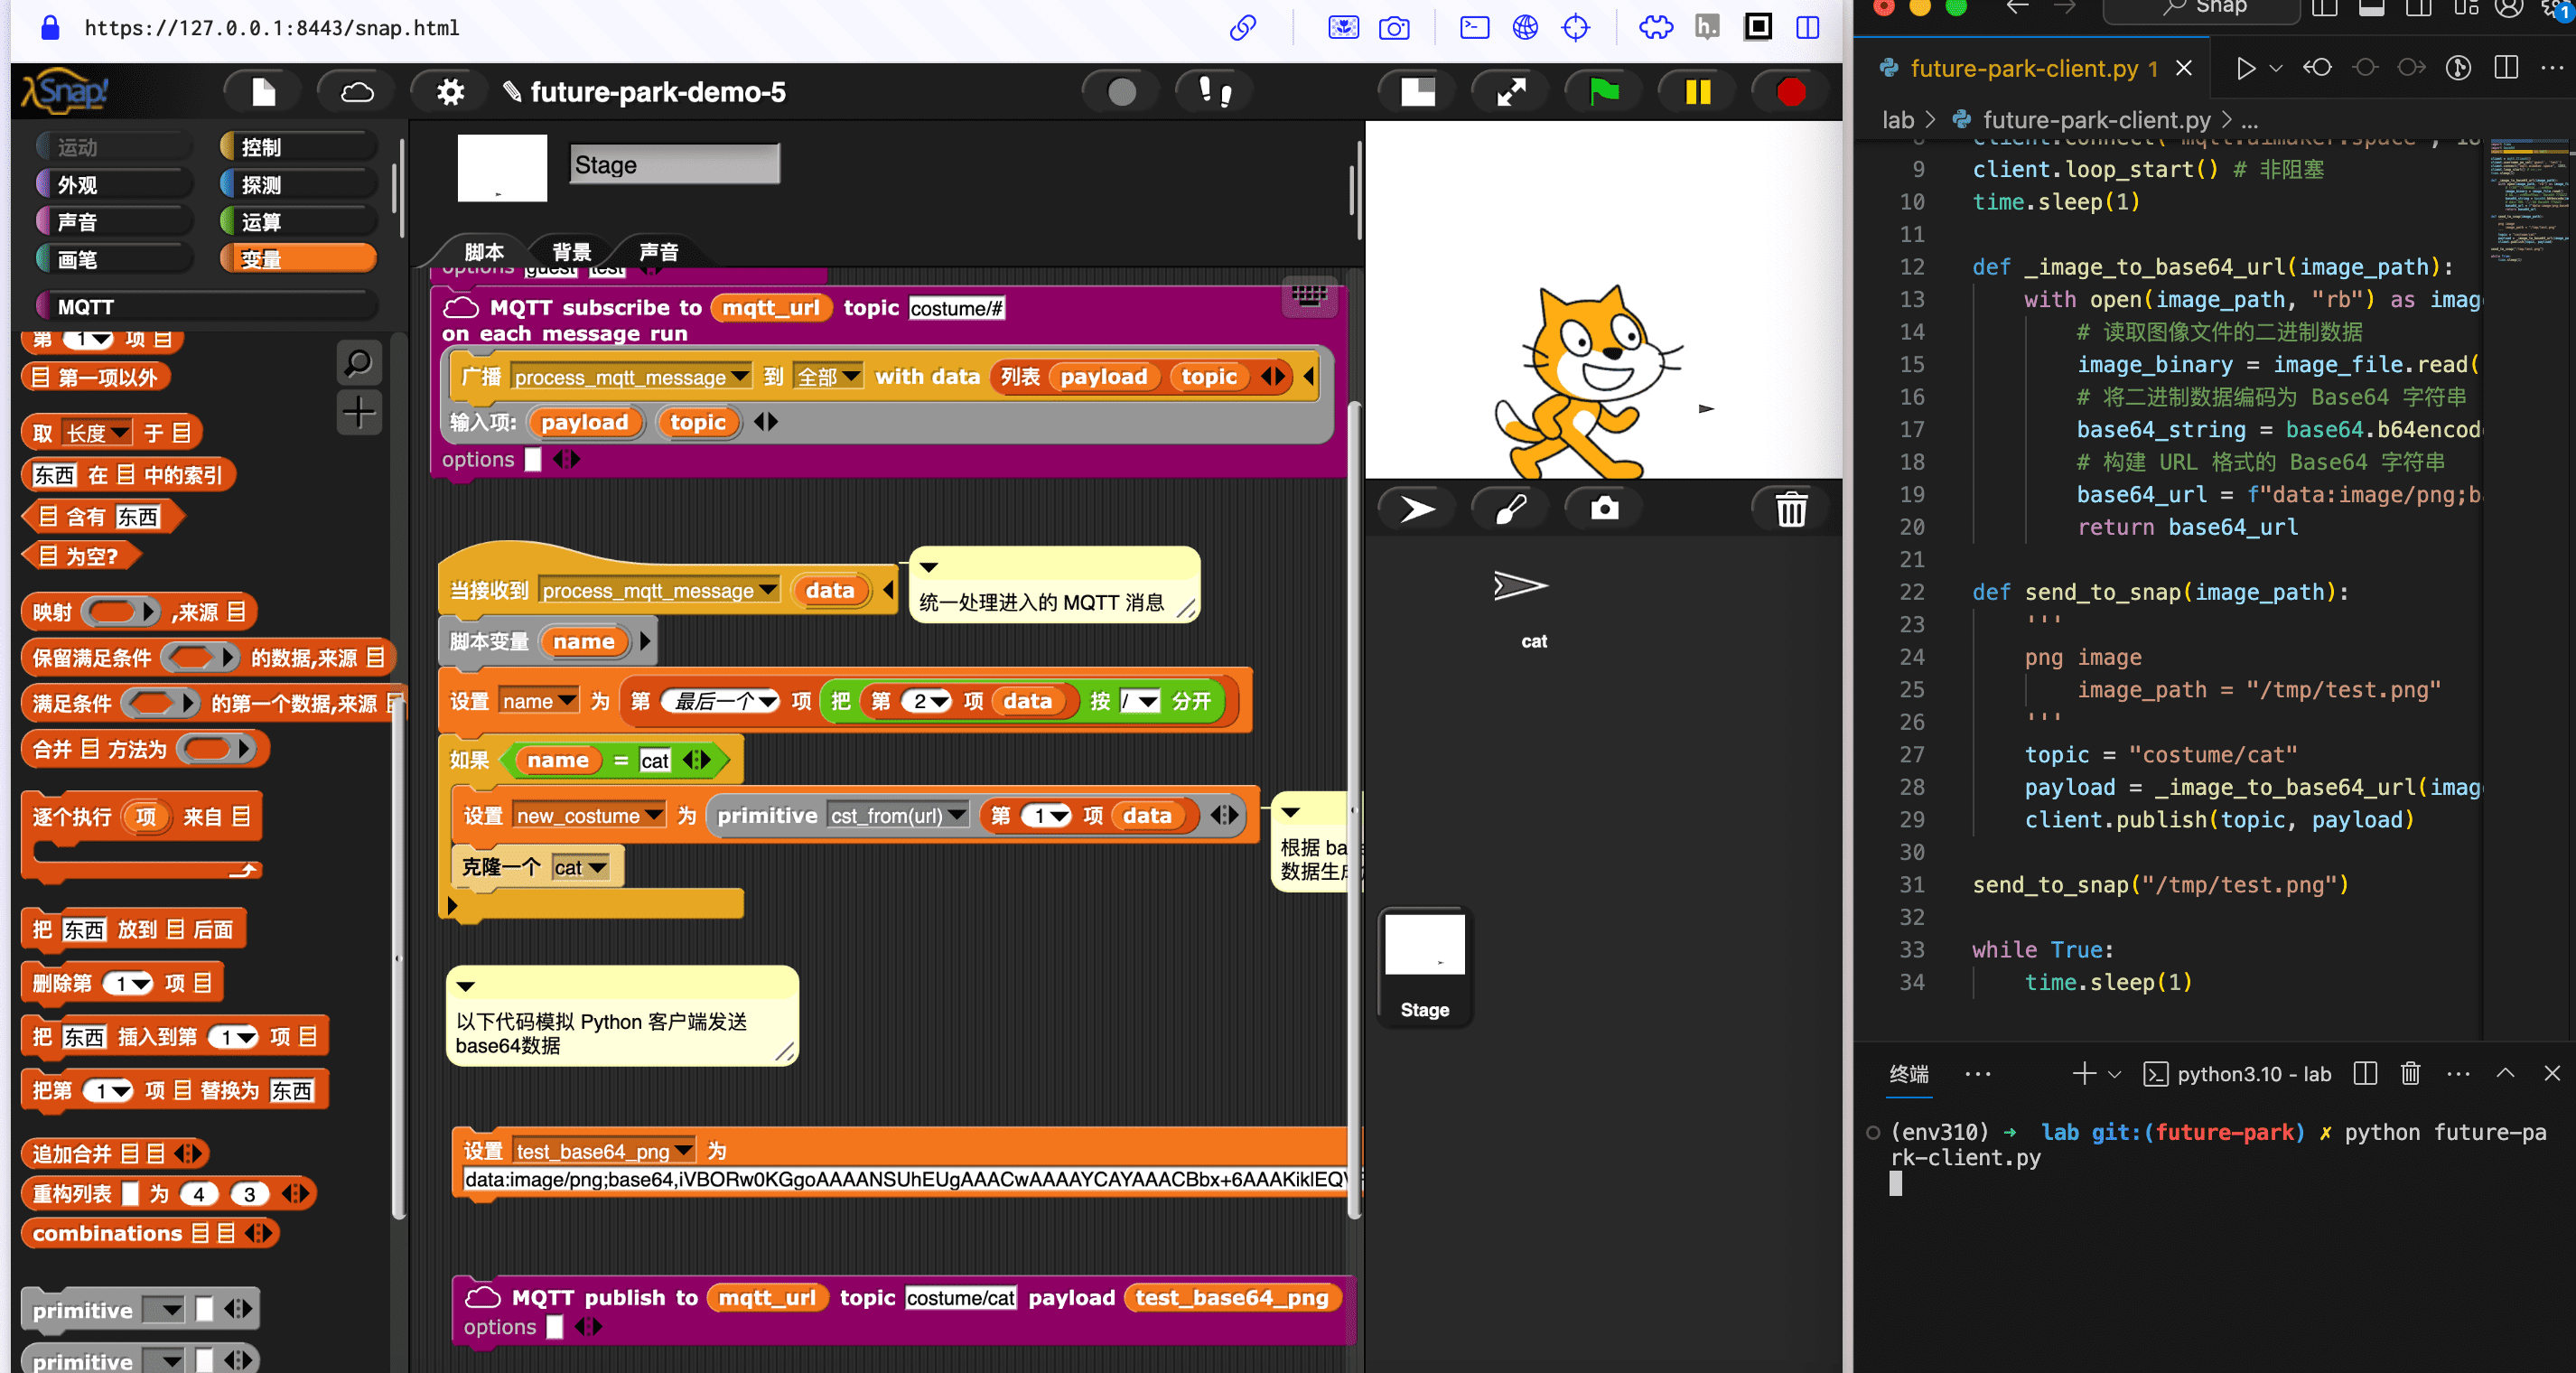 https://127.0.0.1:8443/snap.html
Snap!
future-park-demo-5
运动
控制
外观
探测
声音
运算
画笔
变量
MQTT
第 1 项
第一项以外
取 长度 于
东西 在 中的索引
含有 东西
为空?
映射 ,来源
保留满足条件 的数据,来源
满足条件 的第一个数据,来源
合并 方法为
逐个执行 项 来自
把 东西 放到 后面
删除第 1 项
把 东西 插入到第 1 项
把第 1 项 替换为 东西
追加合并
重构列表 为 4 3
combinations
primitive
primitive
Stage
脚本
背景
声音
options guest test
MQTT subscribe to mqtt_url topic costume/#
on each message run
广播 process_mqtt_message 到 全部 with data 列表 payload topic
输入项: payload topic
options
当接收到 process_mqtt_message data
统一处理进入的 MQTT 消息
脚本变量 name
设置 name 为 第 最后一个 项 把 第 2 项 data 按 / 分开
如果 name = cat
设置 new_costume 为 primitive cst_from(url) 第 1 项 data
根据 ba
数据生成
克隆一个 cat
以下代码模拟 Python 客户端发送
base64数据
设置 test_base64_png 为
data:image/png;base64,iVBORw0KGgoAAAANSUhEUgAAACwAAAAYCAYAAACBbx+6AAAKiklEQV
MQTT publish to mqtt_url topic costume/cat payload test_base64_png
options
cat
Stage
Snap
1
future-park-client.py 1
lab > future-park-client.py > ...
8 client.connect("mqtt.aimaker.space", 18
9 client.loop_start() # 非阻塞
10 time.sleep(1)
11
12 def _image_to_base64_url(image_path):
13 with open(image_path, "rb") as imag
14 # 读取图像文件的二进制数据
15 image_binary = image_file.read(
16 # 将二进制数据编码为 Base64 字符串
17 base64_string = base64.b64encod
18 # 构建 URL 格式的 Base64 字符串
19 base64_url = f"data:image/png;ba
20 return base64_url
21
22 def send_to_snap(image_path):
23 '''
24 png image
25 image_path = "/tmp/test.png"
26 '''
27 topic = "costume/cat"
28 payload = _image_to_base64_url(imag
29 client.publish(topic, payload)
30
31 send_to_snap("/tmp/test.png")
32
33 while True:
34 time.sleep(1)
终端
python3.10 - lab
(env310) → lab git:(future-park) ✗ python future-pa
rk-client.py